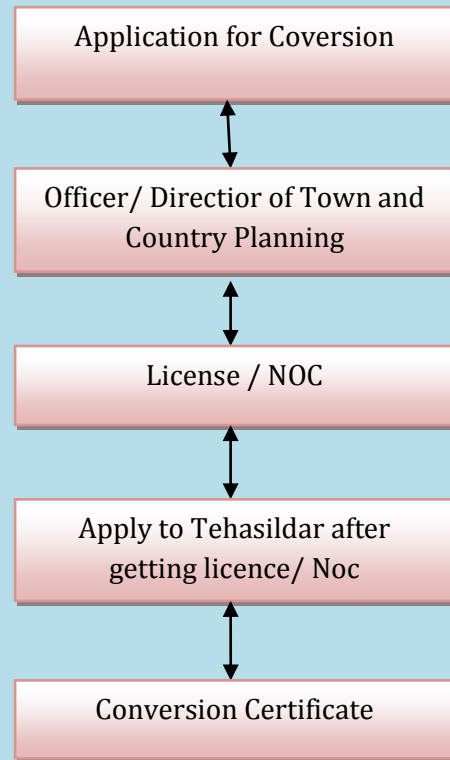 Application for Coversion
Officer/ Directior of Town and
Country Planning
License / NOC
Apply to Tehasildar after
getting licence/ Noc
Conversion Certificate